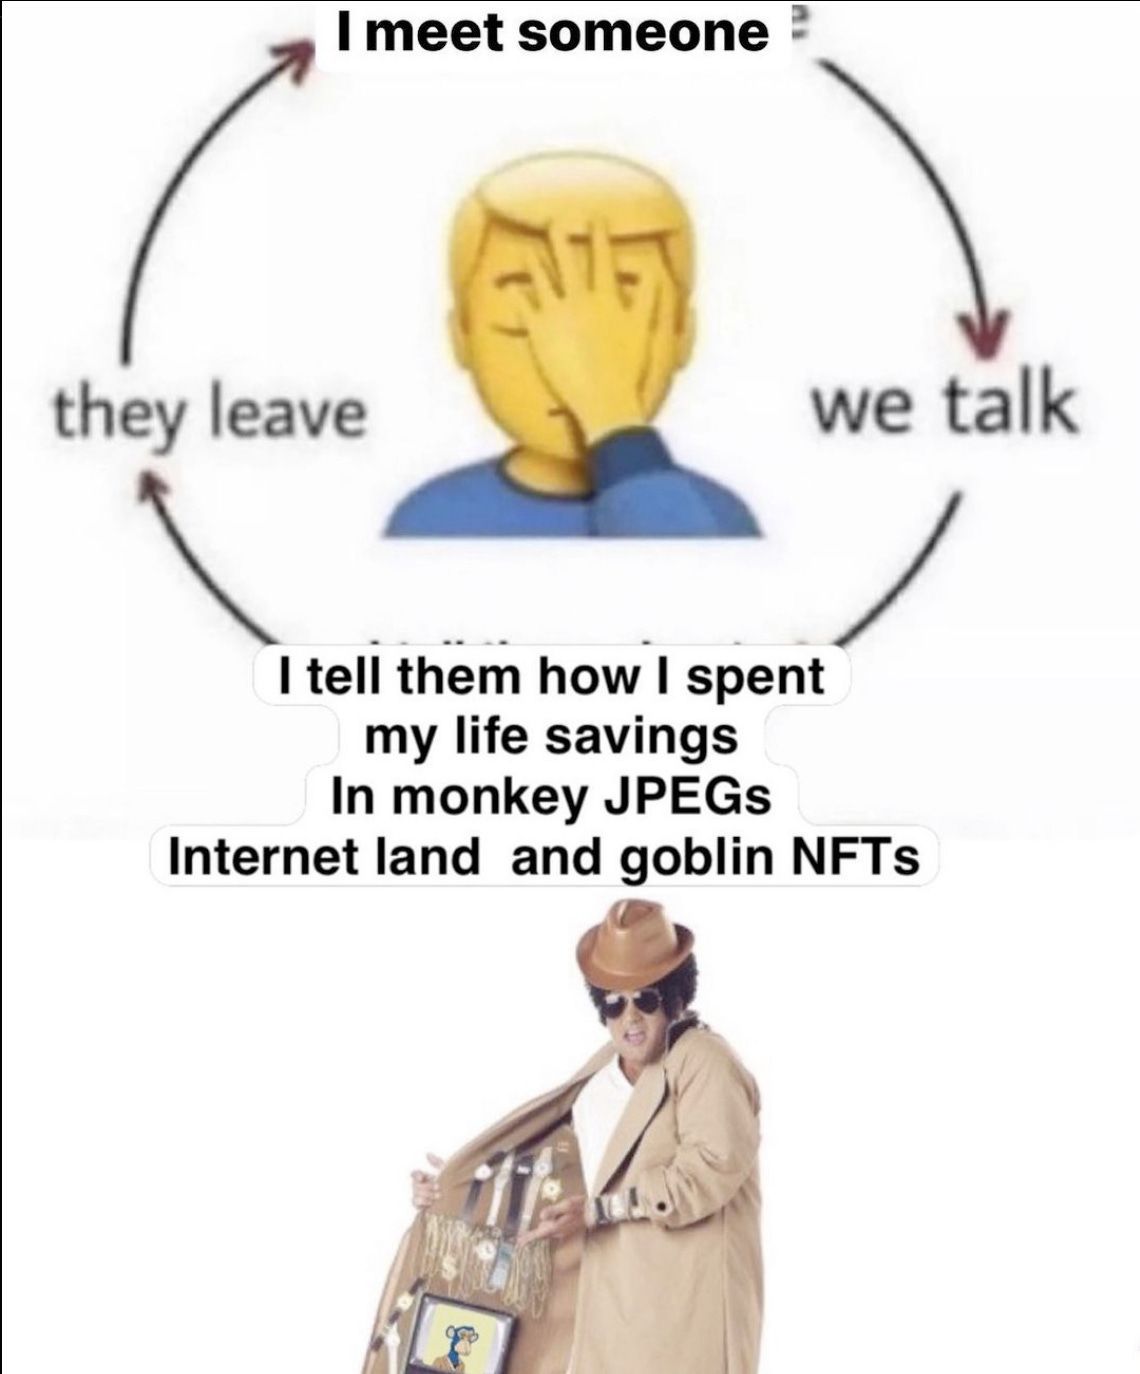 I meet someone
we talk
I tell them how I spent
my life savings
In monkey JPEGs
Internet land and goblin NFTs
they leave